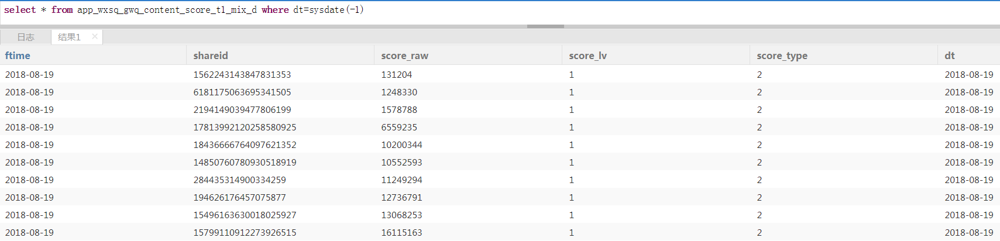 select * from app_wxsq_gwq_content_score_tl_mix_d where dt=sysdate(-1)
日志 结果1 ×
ftime shareid score_raw score_lv score_type dt
2018-08-19 1562243143847831353 131204 1 2 2018-08-19
2018-08-19 6181175063695341505 1248330 1 2 2018-08-19
2018-08-19 2194149039477806199 1578788 1 2 2018-08-19
2018-08-19 17813992120258580925 6559235 1 2 2018-08-19
2018-08-19 18436666764097621352 10200344 1 2 2018-08-19
2018-08-19 14850760780930518919 10552593 1 2 2018-08-19
2018-08-19 284435314900334259 11249294 1 2 2018-08-19
2018-08-19 194626176457075877 12736791 1 2 2018-08-19
2018-08-19 15496163630018025927 13068253 1 2 2018-08-19
2018-08-19 15799110912273926515 16115163 1 2 2018-08-19